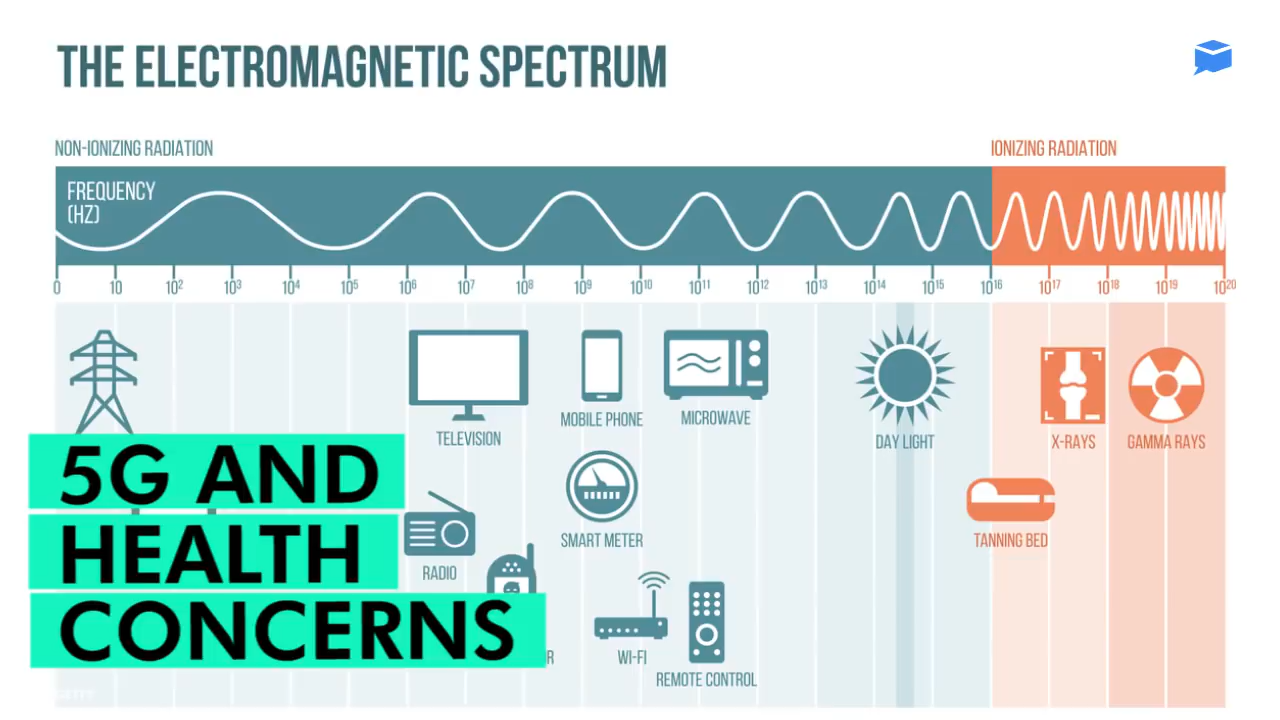 THE ELECTROMAGNETIC SPECTRUM
NON-IONIZING RADIATION
IONIZING RADIATION
FREQUENCY
(HZ)
0 10 10² 10³ 10⁴ 10⁵ 10⁶ 10⁷ 10⁸ 10⁹ 10¹⁰ 10¹¹ 10¹² 10¹³ 10¹⁴ 10¹⁵ 10¹⁶ 10¹⁷ 10¹⁸ 10¹⁹ 10²⁰
TELEVISION
MOBILE PHONE
MICROWAVE
DAY LIGHT
X-RAYS
GAMMA RAYS
SMART METER
TANNING BED
RADIO
WI-FI
REMOTE CONTROL
5G AND
HEALTH
CONCERNS